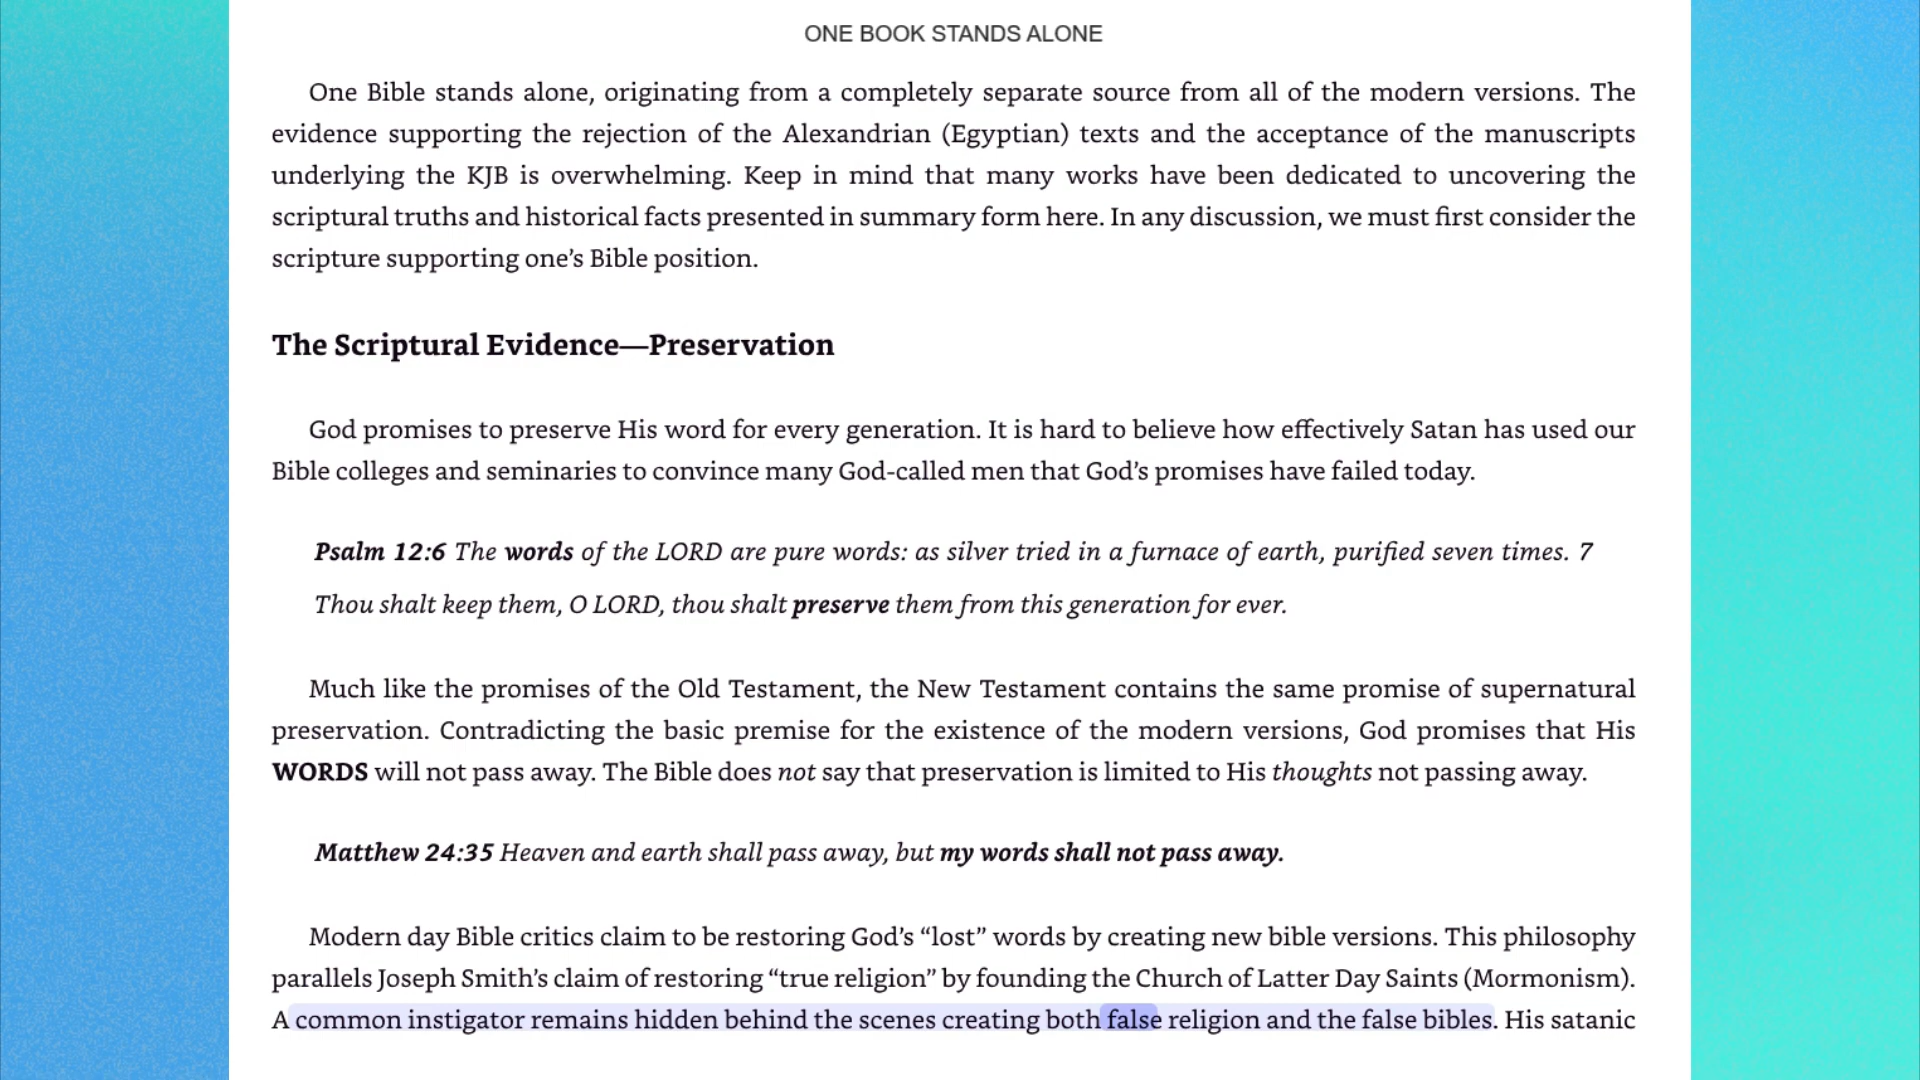 ONE BOOK STANDS ALONE
One Bible stands alone, originating from a completely separate source from all of the modern versions. The
evidence supporting the rejection of the Alexandrian (Egyptian) texts and the acceptance of the manuscripts
underlying the KJB is overwhelming. Keep in mind that many works have been dedicated to uncovering the
scriptural truths and historical facts presented in summary form here. In any discussion, we must first consider the
scripture supporting one’s Bible position.
The Scriptural Evidence—Preservation
God promises to preserve His word for every generation. It is hard to believe how effectively Satan has used our
Bible colleges and seminaries to convince many God-called men that God’s promises have failed today.
Psalm 12:6 The words of the LORD are pure words: as silver tried in a furnace of earth, purified seven times. 7
Thou shalt keep them, O LORD, thou shalt preserve them from this generation for ever.
Much like the promises of the Old Testament, the New Testament contains the same promise of supernatural
preservation. Contradicting the basic premise for the existence of the modern versions, God promises that His
WORDS will not pass away. The Bible does not say that preservation is limited to His thoughts not passing away.
Matthew 24:35 Heaven and earth shall pass away, but my words shall not pass away.
Modern day Bible critics claim to be restoring God’s “lost” words by creating new bible versions. This philosophy
parallels Joseph Smith’s claim of restoring “true religion” by founding the Church of Latter Day Saints (Mormonism).
A common instigator remains hidden behind the scenes creating both false religion and the false bibles. His satanic